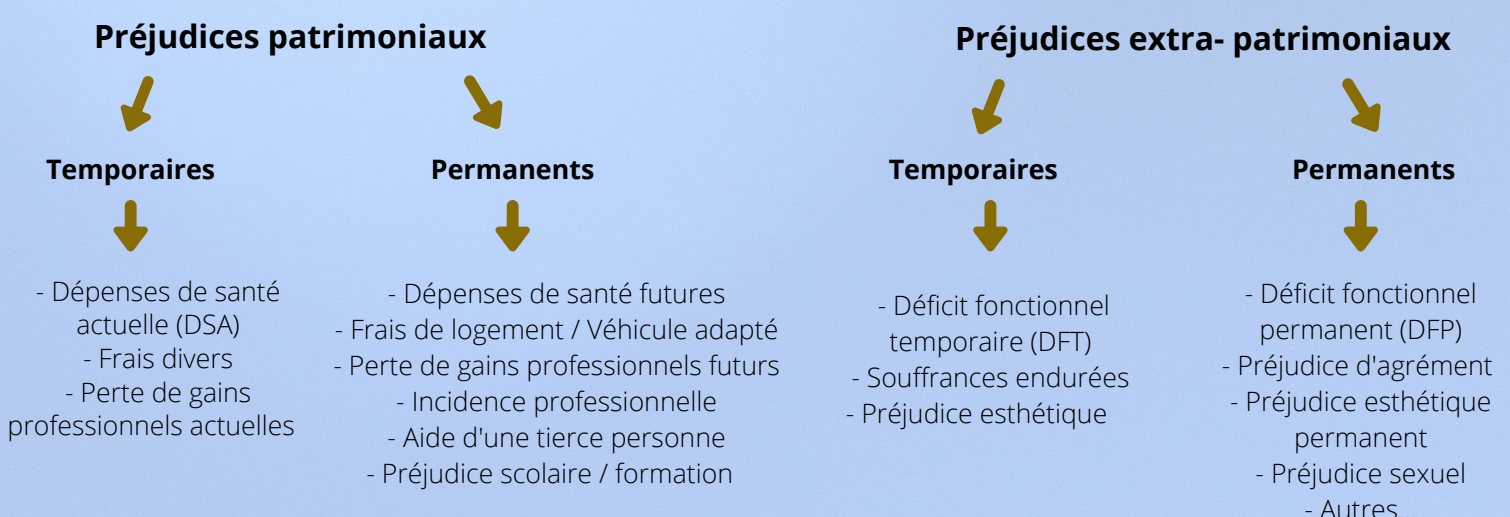 Préjudices patrimoniaux
Temporaires
- Dépenses de santé
actuelle (DSA)
- Frais divers
- Perte de gains
professionnels actuelles
Permanents
- Dépenses de santé futures
- Frais de logement / Véhicule adapté
- Perte de gains professionnels futurs
- Incidence professionnelle
- Aide d'une tierce personne
- Préjudice scolaire / formation
Préjudices extra- patrimoniaux
Temporaires
- Déficit fonctionnel
temporaire (DFT)
- Souffrances endurées
- Préjudice esthétique
Permanents
- Déficit fonctionnel
permanent (DFP)
- Préjudice d'agrément
- Préjudice esthétique
permanent
- Préjudice sexuel
- Autres